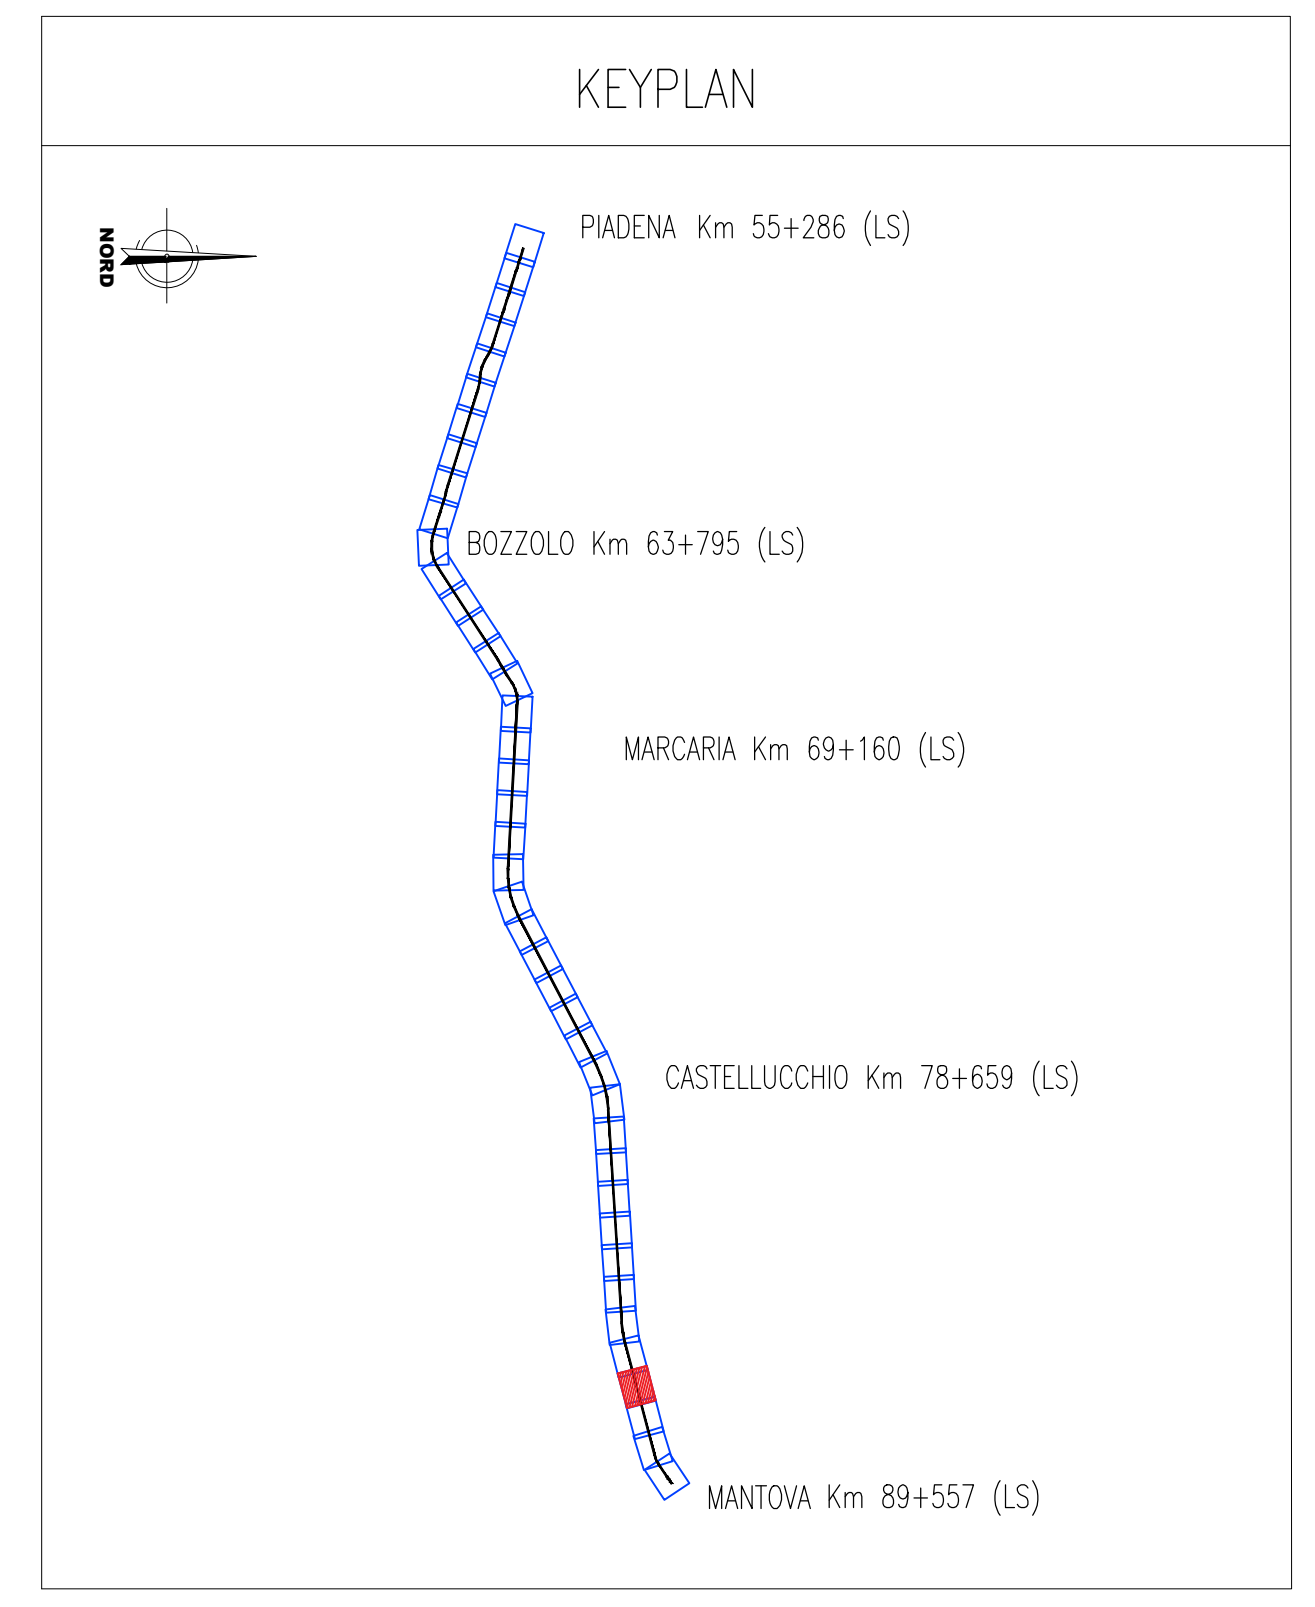 KEYPLAN
NORD
PIADENA Km 55+286 (LS)
BOZZOLO Km 63+795 (LS)
MARCARIA Km 69+160 (LS)
CASTELLUCCHIO Km 78+659 (LS)
MANTOVA Km 89+557 (LS)